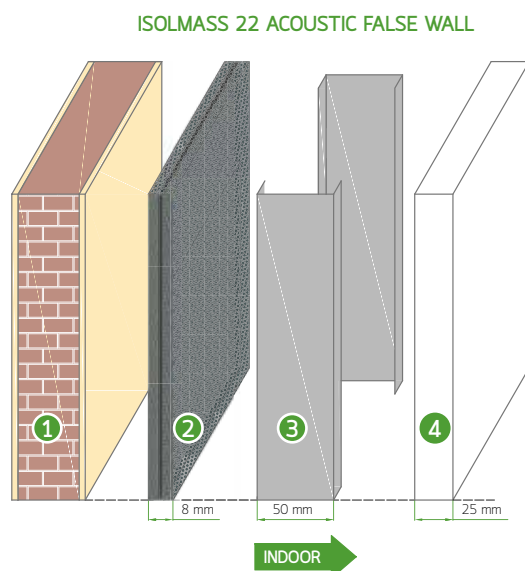 ISOLMASS 22 ACOUSTIC FALSE WALL
1
2
3
4
8 mm
50 mm
25 mm
INDOOR